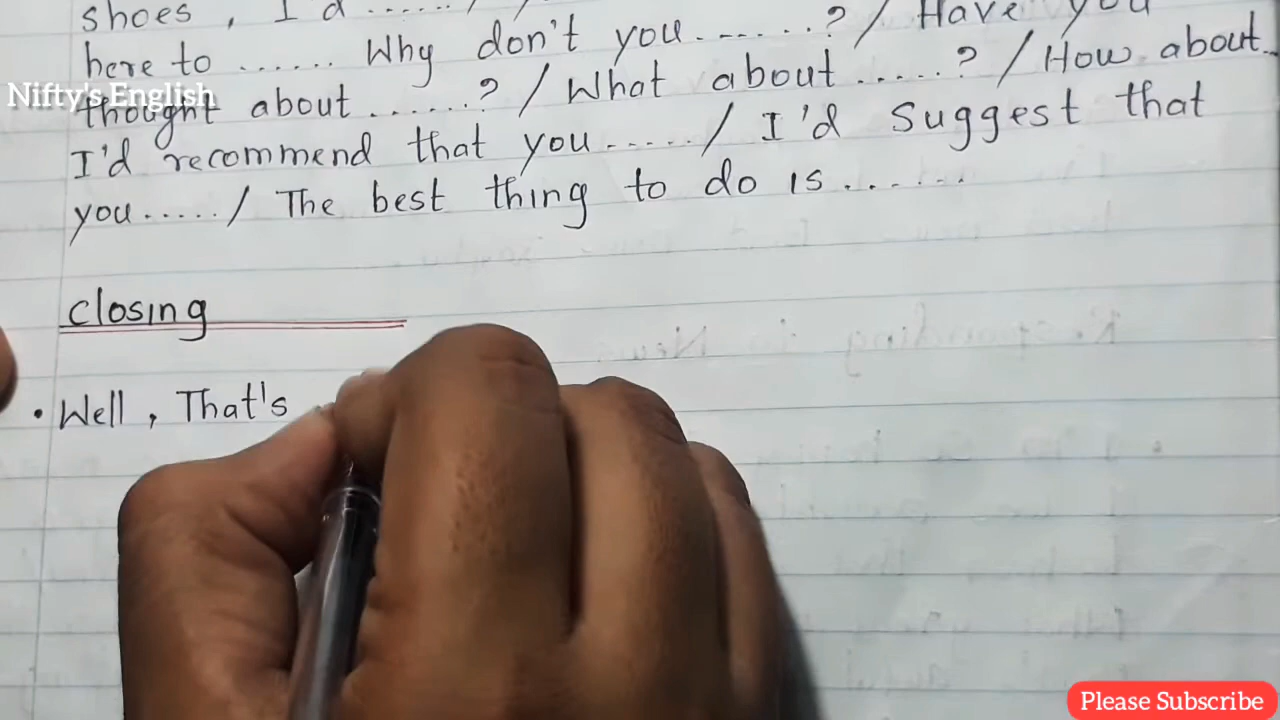 shoes, I'd ...... /
here to ...... Why don't you ......? / Have you
thought about ......? / What about .....? / How about..
I'd recommend that you ..... / I'd suggest that
you ..... / The best thing to do is ......
closing
• Well, That's
Nifty's English
Please Subscribe